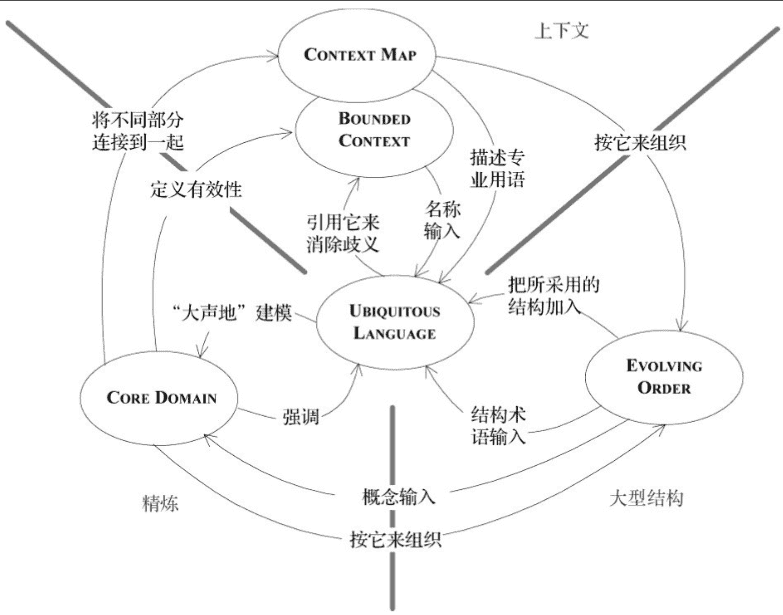 上下文
CONTEXT MAP
BOUNDED
CONTEXT
将不同部分
连接到一起
按它来组织
描述专
业用语
定义有效性
名称
输入
引用它来
消除歧义
把所采用的
结构加入
“大声地”建模
UBIQUITOUS
LANGUAGE
EVOLVING
ORDER
CORE DOMAIN
强调
结构术
语输入
概念输入
精炼
大型结构
按它来组织